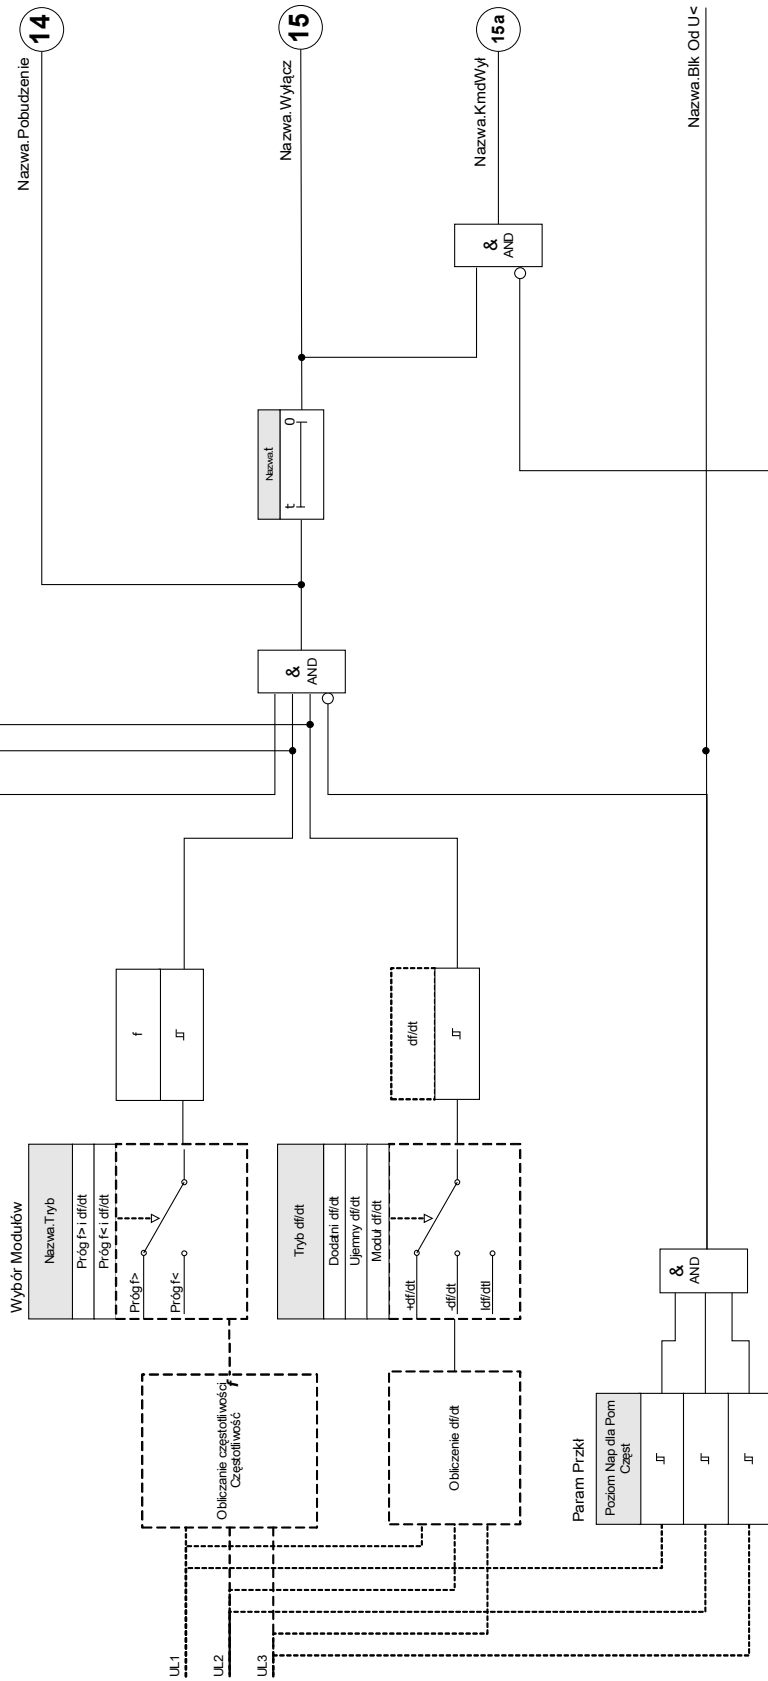 14
Nazwa.Pobudzenie
15
Nazwa.Wyłącz
15a
Nazwa.KmdWył
Nazwa.Blk Od U<
&
AND
Nazwa.t
t
0
&
AND
f
df/dt
Wybór Modułów
Nazwa.Tryb
Próg f> i df/dt
Próg f< i df/dt
Próg f>
Próg f<
Tryb df/dt
Dodatni df/dt
Ujemny df/dt
Moduł df/dt
+df/dt
-df/dt
Idf/dtI
&
AND
Obliczanie częstotliwości
Częstotliwość
f
Obliczenie df/dt
Param Przkł
Poziom Nap dla Pom
Częst
UL1
UL2
UL3